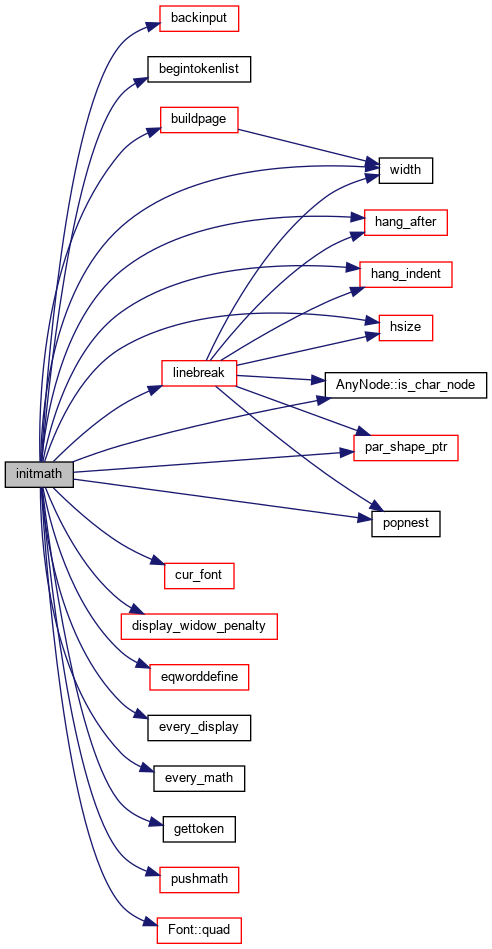 backinput
begintokenlist
buildpage
width
hang_after
hang_indent
hsize
linebreak
AnyNode::is_char_node
par_shape_ptr
initmath
popnest
cur_font
display_widow_penalty
eqworddefine
every_display
every_math
gettoken
pushmath
Font::quad